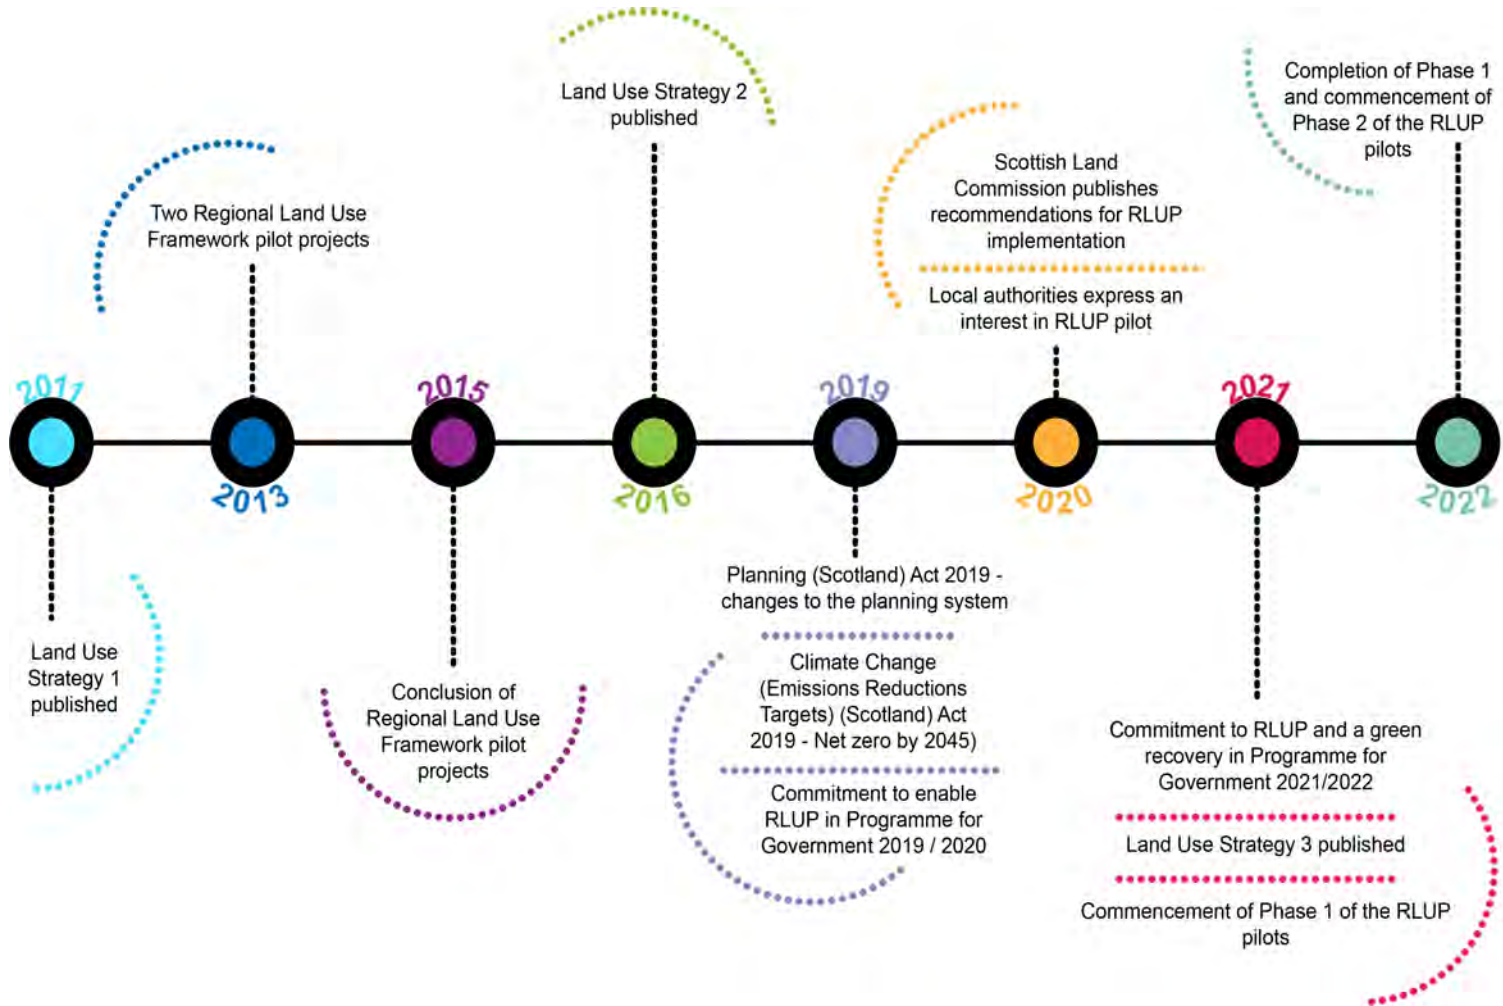 2011
Land Use
Strategy 1
published
Two Regional Land Use
Framework pilot projects
2013
2015
Conclusion of
Regional Land Use
Framework pilot
projects
Land Use Strategy 2
published
2016
2019
Planning (Scotland) Act 2019 -
changes to the planning system
Climate Change
(Emissions Reductions
Targets) (Scotland) Act
2019 - Net zero by 2045)
Commitment to enable
RLUP in Programme for
Government 2019 / 2020
Scottish Land
Commission publishes
recommendations for RLUP
implementation
Local authorities express an
interest in RLUP pilot
2020
2021
Commitment to RLUP and a green
recovery in Programme for
Government 2021/2022
Land Use Strategy 3 published
Commencement of Phase 1 of the RLUP
pilots
Completion of Phase 1
and commencement of
Phase 2 of the RLUP
pilots
2022